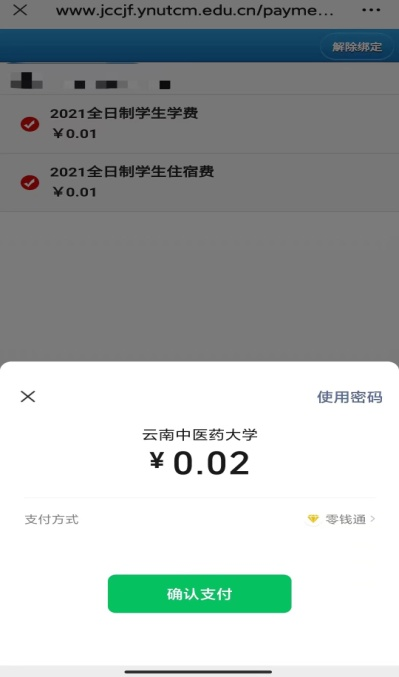 www.jccjf.ynutcm.edu.cn/payme...
解除绑定
2021全日制学生学费
￥0.01
2021全日制学生住宿费
￥0.01
使用密码
云南中医药大学
￥0.02
支付方式 零钱通
确认支付